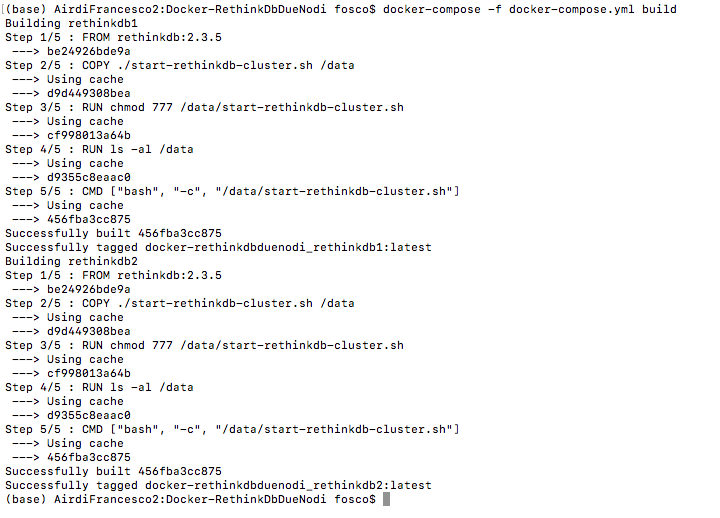 (base) AirdiFrancesco2:Docker-RethinkDbDueNodi fosco$ docker-compose -f docker-compose.yml build
Building rethinkdb1
Step 1/5 : FROM rethinkdb:2.3.5
 ---> be24926bde9a
Step 2/5 : COPY ./start-rethinkdb-cluster.sh /data
 ---> Using cache
 ---> d9d449308bea
Step 3/5 : RUN chmod 777 /data/start-rethinkdb-cluster.sh
 ---> Using cache
 ---> cf998013a64b
Step 4/5 : RUN ls -al /data
 ---> Using cache
 ---> d9355c8eaac0
Step 5/5 : CMD ["bash", "-c", "/data/start-rethinkdb-cluster.sh"]
 ---> Using cache
 ---> 456fba3cc875
Successfully built 456fba3cc875
Successfully tagged docker-rethinkdbduenodi_rethinkdb1:latest
Building rethinkdb2
Step 1/5 : FROM rethinkdb:2.3.5
 ---> be24926bde9a
Step 2/5 : COPY ./start-rethinkdb-cluster.sh /data
 ---> Using cache
 ---> d9d449308bea
Step 3/5 : RUN chmod 777 /data/start-rethinkdb-cluster.sh
 ---> Using cache
 ---> cf998013a64b
Step 4/5 : RUN ls -al /data
 ---> Using cache
 ---> d9355c8eaac0
Step 5/5 : CMD ["bash", "-c", "/data/start-rethinkdb-cluster.sh"]
 ---> Using cache
 ---> 456fba3cc875
Successfully built 456fba3cc875
Successfully tagged docker-rethinkdbduenodi_rethinkdb2:latest
(base) AirdiFrancesco2:Docker-RethinkDbDueNodi fosco$